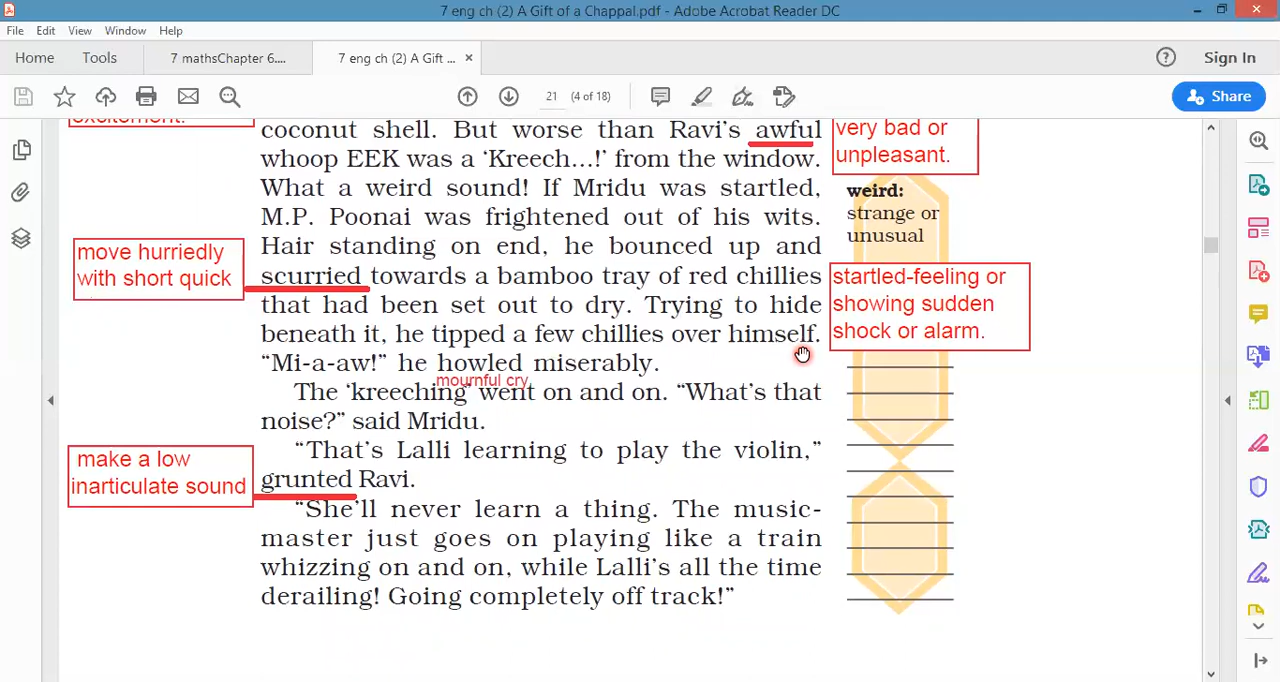 7 eng ch (2) A Gift of a Chappal.pdf - Adobe Acrobat Reader DC
File Edit View Window Help
Home Tools 7 mathsChapter 6.... 7 eng ch (2) A Gift ... × Sign In
21 (4 of 18) Share
coconut shell. But worse than Ravi's awful
whoop EEK was a ‘Kreech...!’ from the window.
What a weird sound! If Mridu was startled,
M.P. Poonai was frightened out of his wits.
Hair standing on end, he bounced up and
scurried towards a bamboo tray of red chillies
that had been set out to dry. Trying to hide
beneath it, he tipped a few chillies over himself.
“Mi-a-aw!” he howled miserably.
mournful cry
The ‘kreeching’ went on and on. “What's that
noise?” said Mridu.
“That's Lalli learning to play the violin,”
grunted Ravi.
“She'll never learn a thing. The music-
master just goes on playing like a train
whizzing on and on, while Lalli's all the time
derailing! Going completely off track!”
move hurriedly
with short quick
make a low
inarticulate sound
very bad or
unpleasant.
weird:
strange or
unusual
startled-feeling or
showing sudden
shock or alarm.